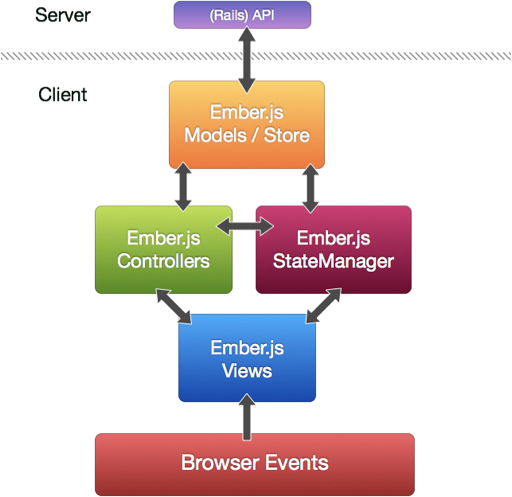 Server
(Rails) API
Client
Ember.js
Models / Store
Ember.js
Controllers
Ember.js
StateManager
Ember.js
Views
Browser Events